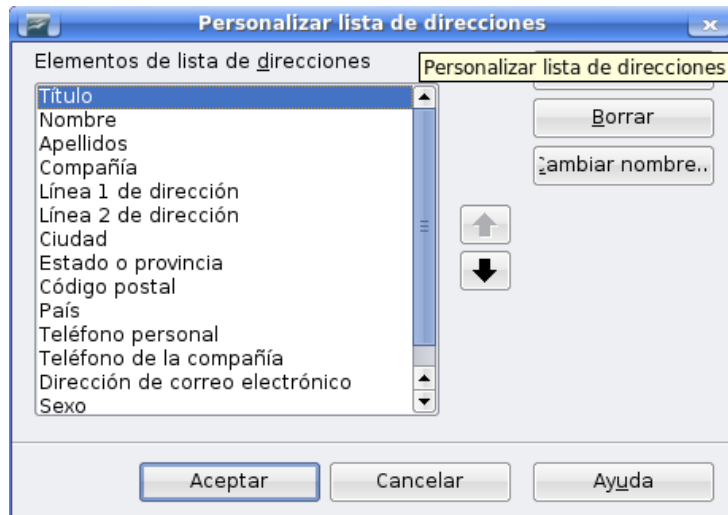 Personalizar lista de direcciones
Elementos de lista de direcciones
Personalizar lista de direcciones
Título
Nombre
Apellidos
Compañía
Línea 1 de dirección
Línea 2 de dirección
Ciudad
Estado o provincia
Código postal
País
Teléfono personal
Teléfono de la compañía
Dirección de correo electrónico
Sexo
Borrar
Cambiar nombre..
Aceptar
Cancelar
Ayuda